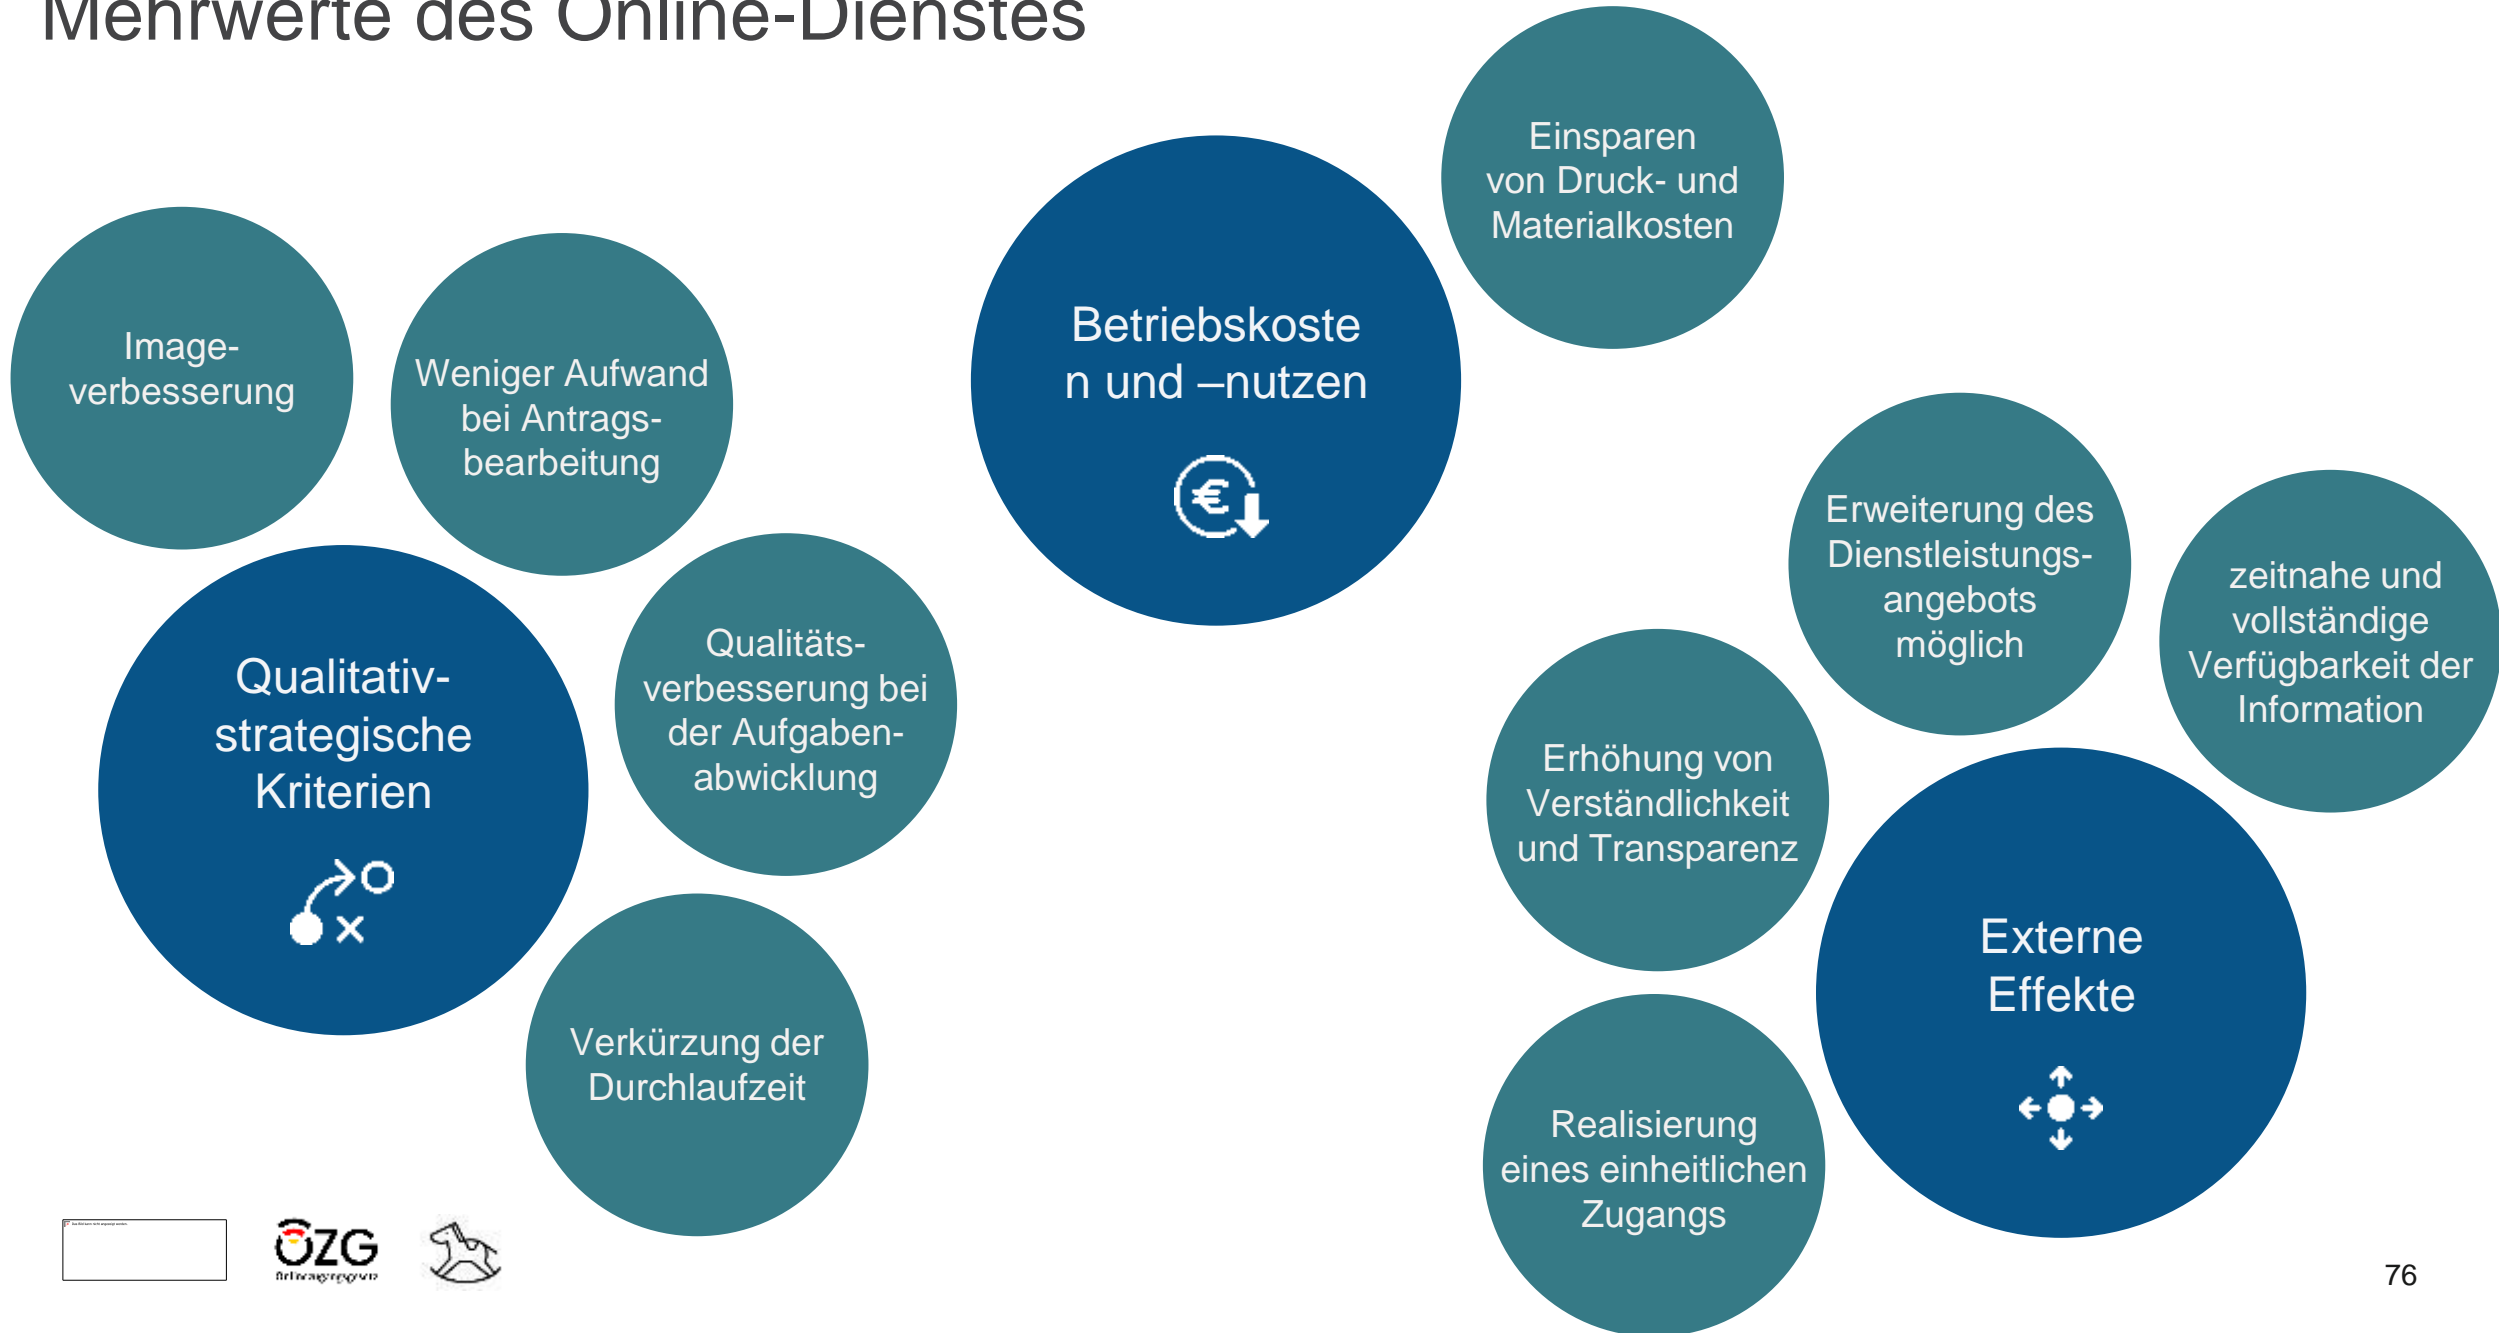 Mehrwerte des Online-Dienstes
Einsparen
von Druck- und
Materialkosten
Betriebskoste
n und –nutzen
Image-
verbesserung
Weniger Aufwand
bei Antrags-
bearbeitung
Erweiterung des
Dienstleistungs-
angebots
möglich
zeitnahe und
vollständige
Verfügbarkeit der
Information
Qualitäts-
verbesserung bei
der Aufgaben-
abwicklung
Qualitativ-
strategische
Kriterien
Erhöhung von
Verständlichkeit
und Transparenz
Externe
Effekte
Verkürzung der
Durchlaufzeit
Realisierung
eines einheitlichen
Zugangs
OZG
76